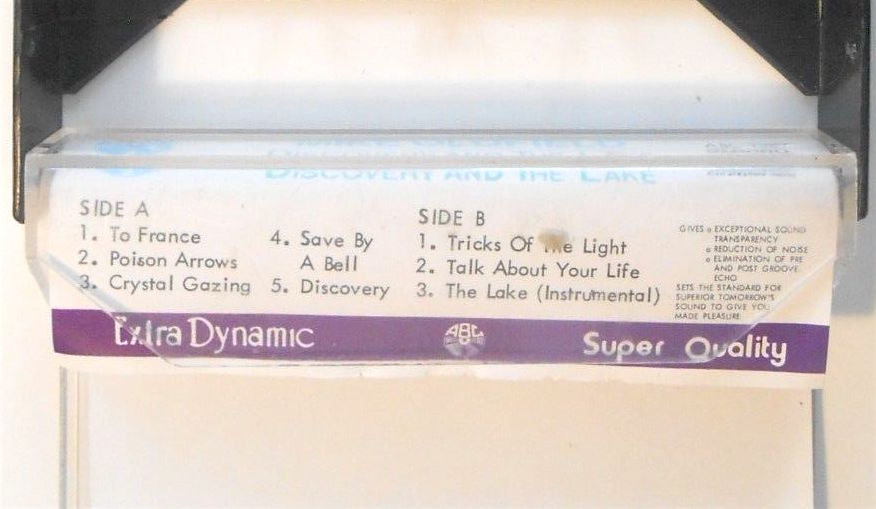 DISCOVERY AND THE LAKE
SIDE A
1. To France
2. Poison Arrows
3. Crystal Gazing
4. Save By
A Bell
5. Discovery
SIDE B
1. Tricks Of The Light
2. Talk About Your Life
3. The Lake (Instrumental)
GIVES o EXCEPTIONAL SOUND
TRANSPARENCY
o REDUCTION OF NOISE
o ELIMINATION OF PRE
AND POST GROOVE
ECHO
SETS THE STANDARD FOR
SUPERIOR TOMORROW'S
SOUND TO GIVE YOU
MADE PLEASURE
Extra Dynamic
ABC
Super Quality